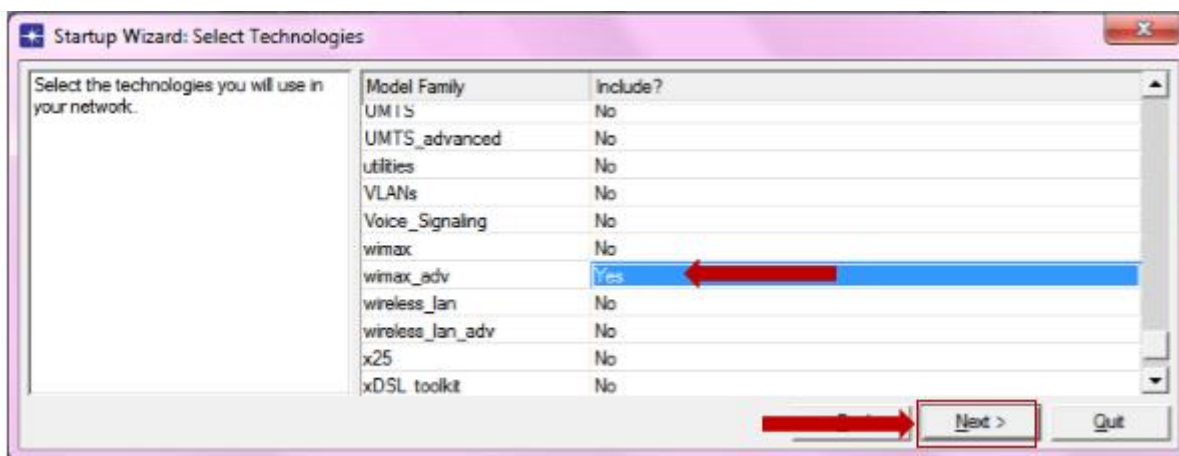 Startup Wizard: Select Technologies
Select the technologies you will use in
your network.
Model Family Include?
UMTS No
UMTS_advanced No
utilities No
VLANs No
Voice_Signaling No
wimax No
wimax_adv Yes
wireless_lan No
wireless_lan_adv No
x25 No
xDSL_toolkit No
Next > Quit